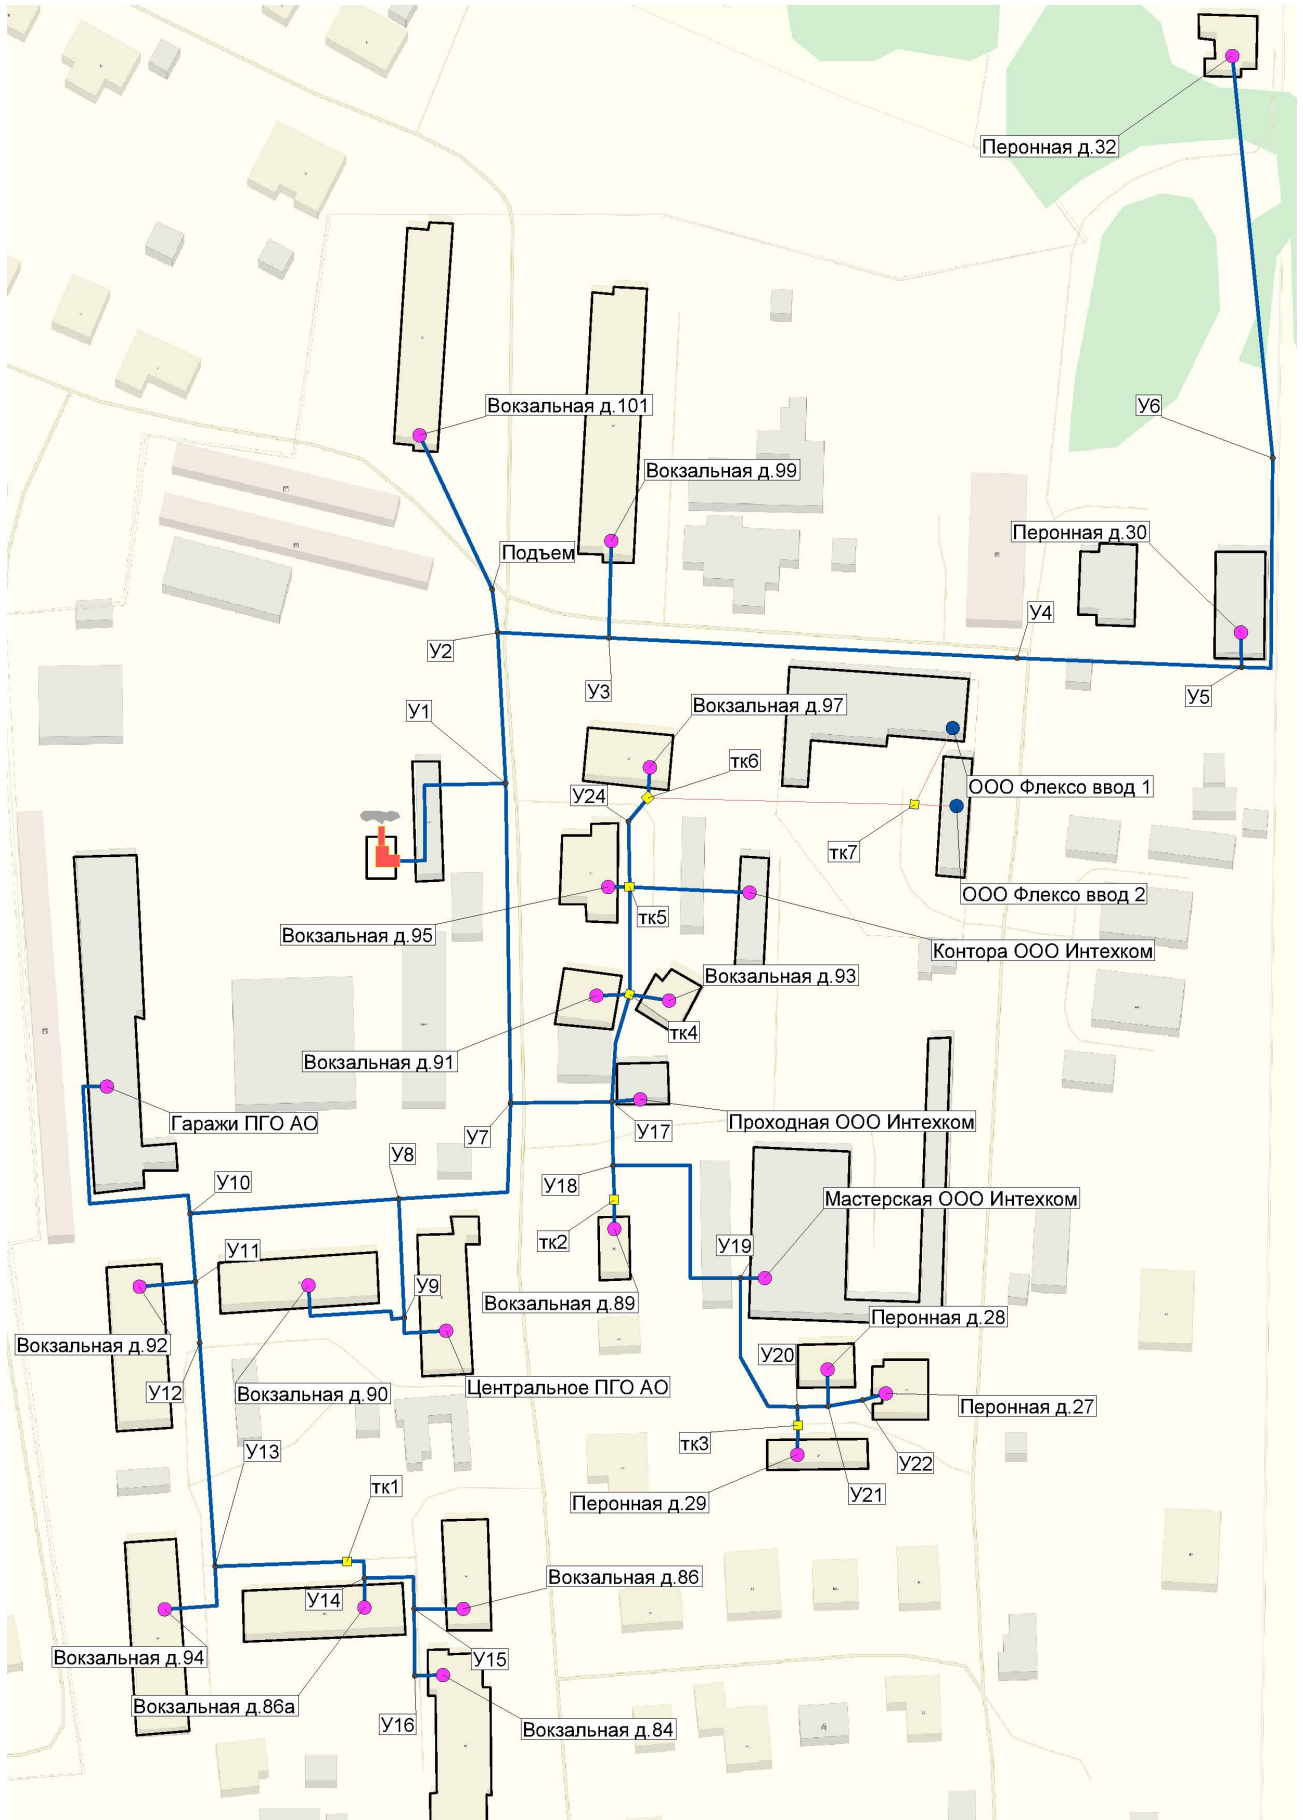 Перонная д.32
Вокзальная д.101
У6
Вокзальная д.99
Перонная д.30
Подъем
У4
У2
У3
У5
У1
Вокзальная д.97
тк6
У24
ООО Флексо ввод 1
тк7
ООО Флексо ввод 2
тк5
Вокзальная д.95
Контора ООО Интехком
Вокзальная д.93
тк4
Вокзальная д.91
Гаражи ПГО АО
Проходная ООО Интехком
У17
У7
У8
У18
У10
Мастерская ООО Интехком
тк2
У11
У19
У9
Вокзальная д.89
Перонная д.28
Вокзальная д.92
У20
У12
Вокзальная д.90
Центральное ПГО АО
Перонная д.27
тк3
У13
У22
тк1
Перонная д.29
У21
Вокзальная д.86
У14
Вокзальная д.94
У15
Вокзальная д.86а
У16
Вокзальная д.84